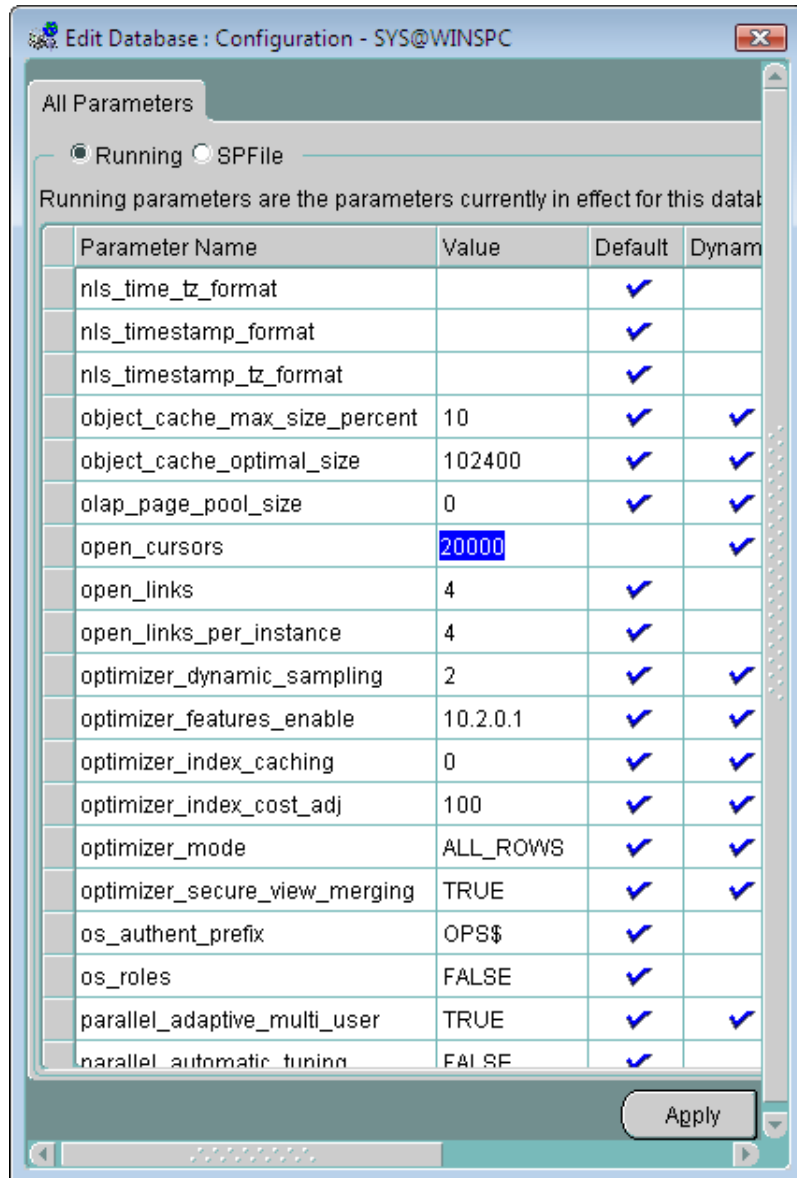 Edit Database : Configuration - SYS@WINSPC
All Parameters
Running SPFile
Running parameters are the parameters currently in effect for this datab
Parameter Name Value Default Dynam
nls_time_tz_format
nls_timestamp_format
nls_timestamp_tz_format
object_cache_max_size_percent 10
object_cache_optimal_size 102400
olap_page_pool_size 0
open_cursors 20000
open_links 4
open_links_per_instance 4
optimizer_dynamic_sampling 2
optimizer_features_enable 10.2.0.1
optimizer_index_caching 0
optimizer_index_cost_adj 100
optimizer_mode ALL_ROWS
optimizer_secure_view_merging TRUE
os_authent_prefix OPS$
os_roles FALSE
parallel_adaptive_multi_user TRUE
parallel_automatic_tuning FALSE
Apply